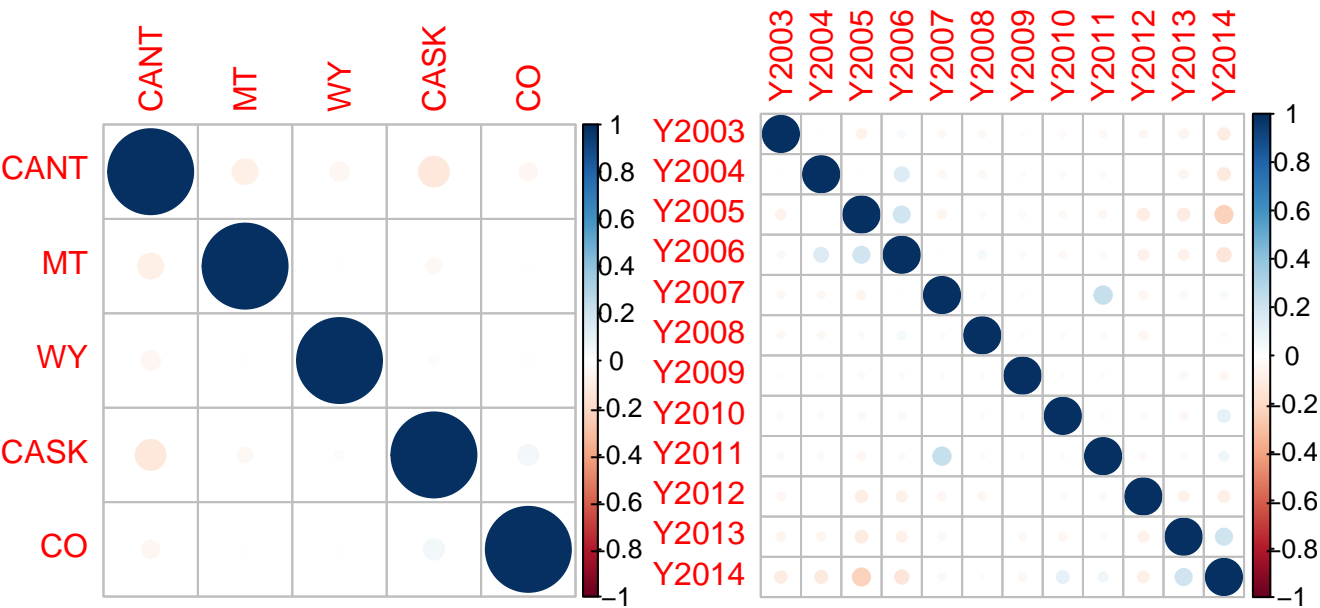 CANT MT WY CASK CO
CANT
MT
WY
CASK
CO
1
0.8
0.6
0.4
0.2
0
−0.2
−0.4
−0.6
−0.8
−1
Y2003 Y2004 Y2005 Y2006 Y2007 Y2008 Y2009 Y2010 Y2011 Y2012 Y2013 Y2014
Y2003
Y2004
Y2005
Y2006
Y2007
Y2008
Y2009
Y2010
Y2011
Y2012
Y2013
Y2014
1
0.8
0.6
0.4
0.2
0
−0.2
−0.4
−0.6
−0.8
−1